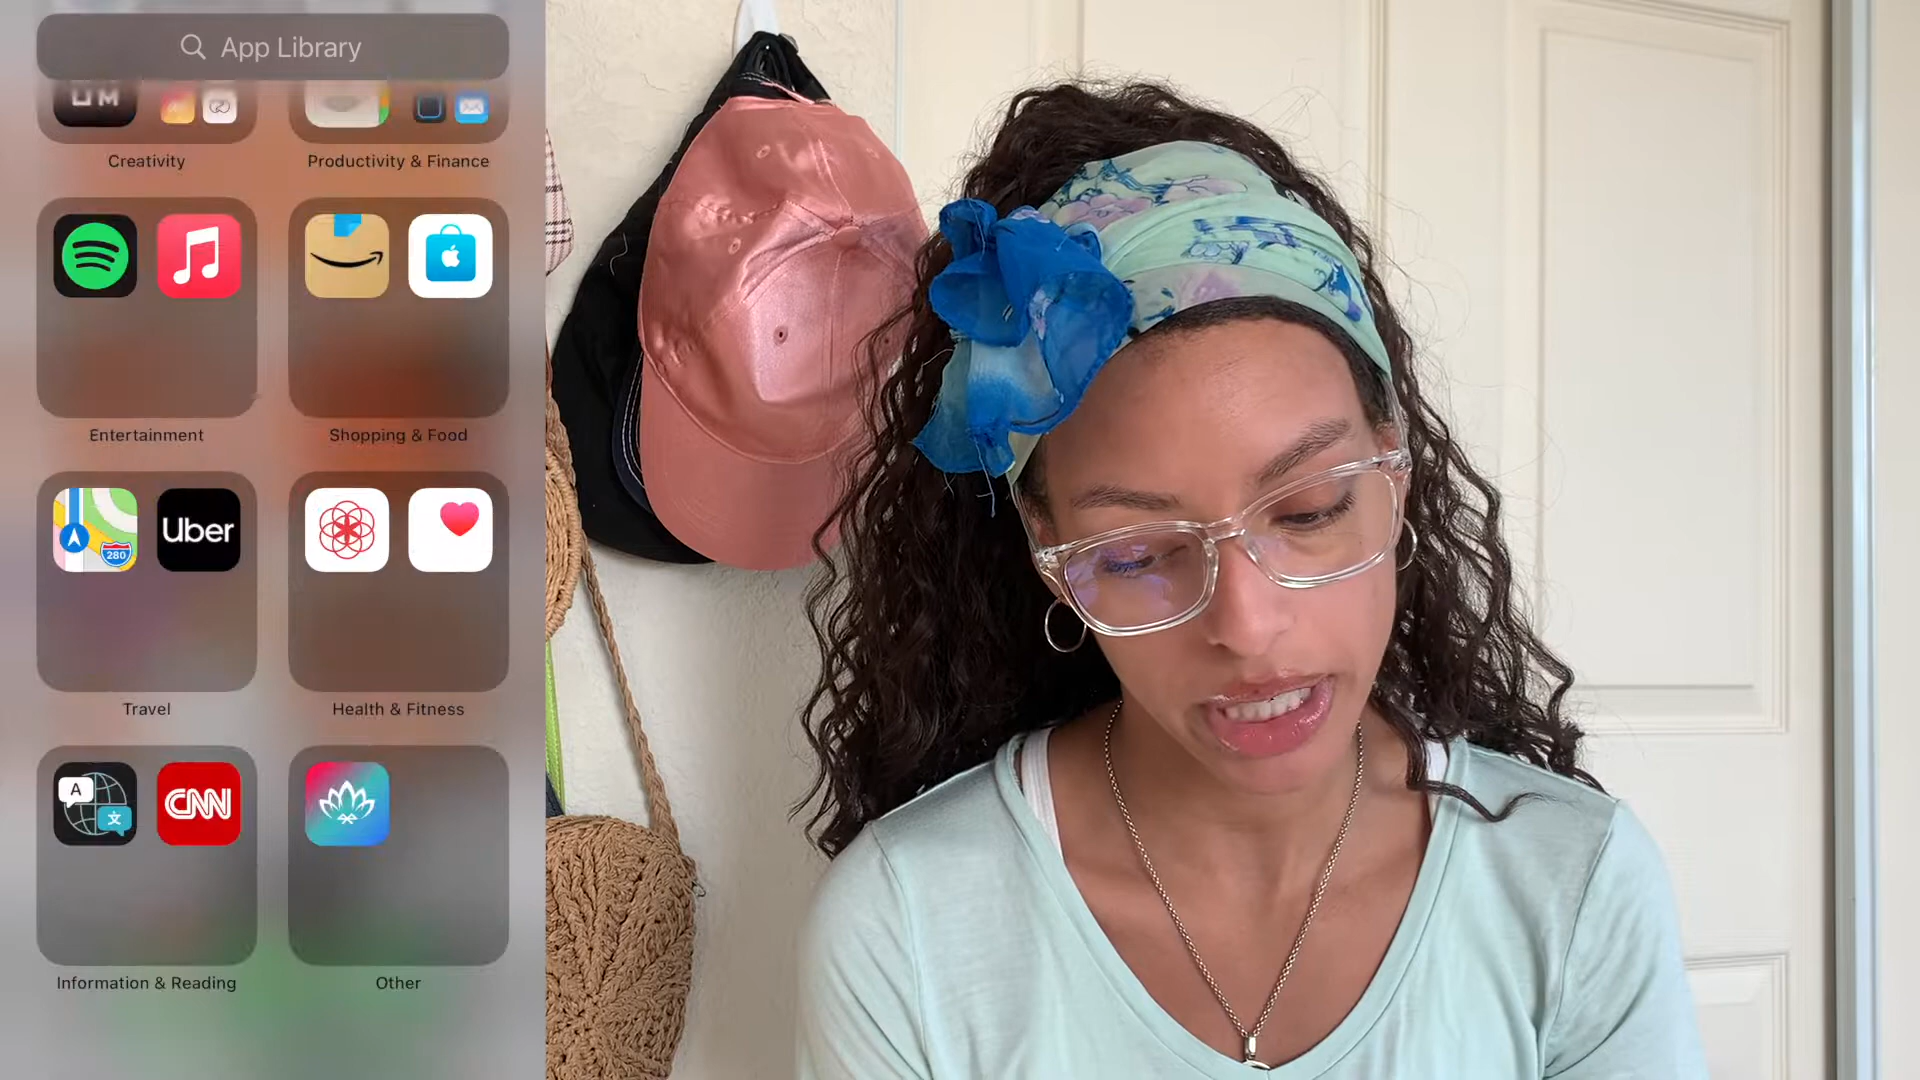 App Library
Creativity
Productivity & Finance
Entertainment
Shopping & Food
280
Uber
Travel
Health & Fitness
A
文
CNN
Information & Reading
Other